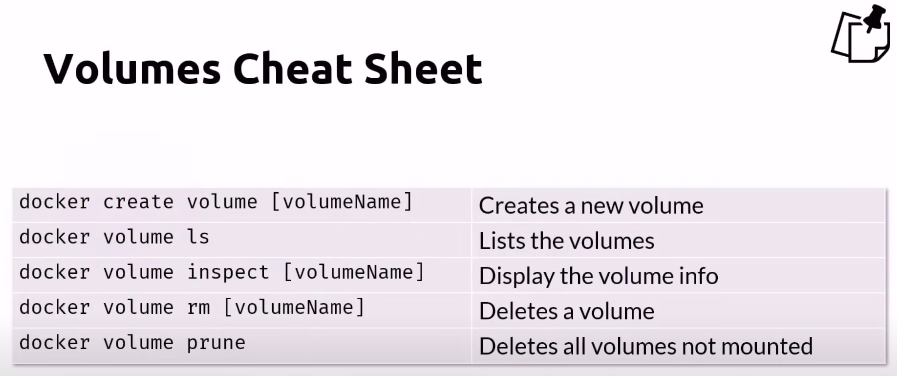 Volumes Cheat Sheet
docker create volume [volumeName] Creates a new volume
docker volume ls Lists the volumes
docker volume inspect [volumeName] Display the volume info
docker volume rm [volumeName] Deletes a volume
docker volume prune Deletes all volumes not mounted